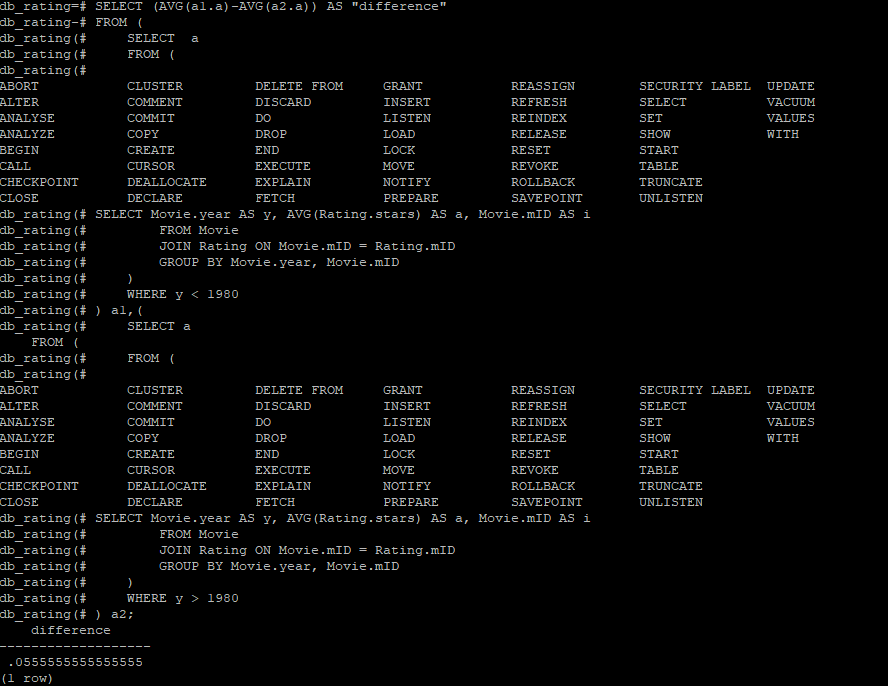 db_rating=# SELECT (AVG(a1.a)-AVG(a2.a)) AS "difference"
db_rating-# FROM (
db_rating(#     SELECT  a
db_rating(#     FROM (
db_rating(#
ABORT           CLUSTER         DELETE FROM     GRANT           REASSIGN        SECURITY LABEL  UPDATE
ALTER           COMMENT         DISCARD         INSERT          REFRESH         SELECT          VACUUM
ANALYSE         COMMIT          DO              LISTEN          REINDEX         SET             VALUES
ANALYZE         COPY            DROP            LOAD            RELEASE         SHOW            WITH
BEGIN           CREATE          END             LOCK            RESET           START
CALL            CURSOR          EXECUTE         MOVE            REVOKE          TABLE
CHECKPOINT      DEALLOCATE      EXPLAIN         NOTIFY          ROLLBACK        TRUNCATE
CLOSE           DECLARE         FETCH           PREPARE         SAVEPOINT       UNLISTEN
db_rating(# SELECT Movie.year AS y, AVG(Rating.stars) AS a, Movie.mID AS i
db_rating(#         FROM Movie
db_rating(#         JOIN Rating ON Movie.mID = Rating.mID
db_rating(#         GROUP BY Movie.year, Movie.mID
db_rating(#     )
db_rating(#     WHERE y < 1980
db_rating(# ) a1,(
db_rating(#     SELECT a
    FROM (
db_rating(#     FROM (
db_rating(#
ABORT           CLUSTER         DELETE FROM     GRANT           REASSIGN        SECURITY LABEL  UPDATE
ALTER           COMMENT         DISCARD         INSERT          REFRESH         SELECT          VACUUM
ANALYSE         COMMIT          DO              LISTEN          REINDEX         SET             VALUES
ANALYZE         COPY            DROP            LOAD            RELEASE         SHOW            WITH
BEGIN           CREATE          END             LOCK            RESET           START
CALL            CURSOR          EXECUTE         MOVE            REVOKE          TABLE
CHECKPOINT      DEALLOCATE      EXPLAIN         NOTIFY          ROLLBACK        TRUNCATE
CLOSE           DECLARE         FETCH           PREPARE         SAVEPOINT       UNLISTEN
db_rating(# SELECT Movie.year AS y, AVG(Rating.stars) AS a, Movie.mID AS i
db_rating(#         FROM Movie
db_rating(#         JOIN Rating ON Movie.mID = Rating.mID
db_rating(#         GROUP BY Movie.year, Movie.mID
db_rating(#     )
db_rating(#     WHERE y > 1980
db_rating(# ) a2;
    difference
-------------------
 .0555555555555555
(1 row)